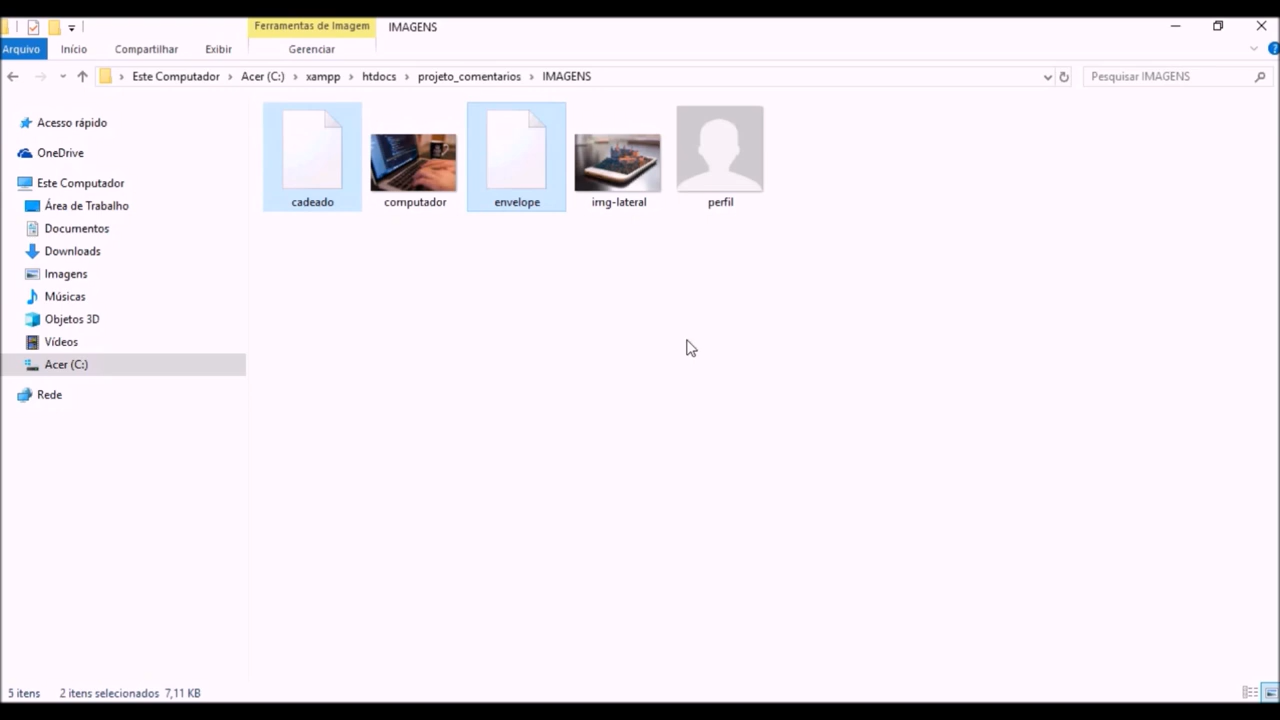 Ferramentas de Imagem IMAGENS
Arquivo Início Compartilhar Exibir Gerenciar
Este Computador Acer (C:) xampp htdocs projeto_comentarios IMAGENS Pesquisar IMAGENS
Acesso rápido
OneDrive
Este Computador
Área de Trabalho
Documentos
Downloads
Imagens
Músicas
Objetos 3D
Vídeos
Acer (C:)
Rede
cadeado computador envelope img-lateral perfil
5 itens 2 itens selecionados 7,11 KB